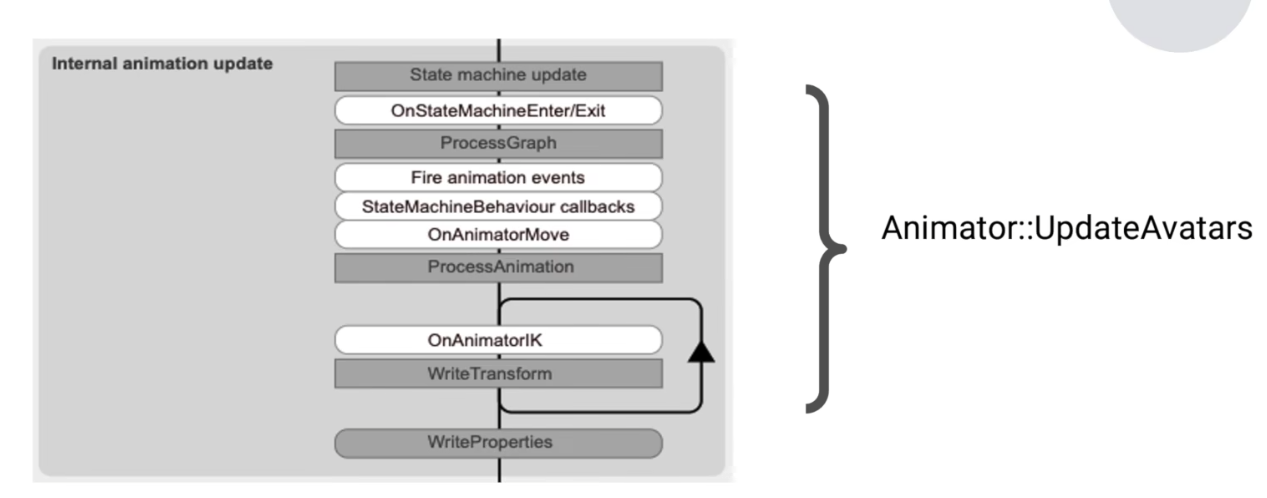 Internal animation update
State machine update
OnStateMachineEnter/Exit
ProcessGraph
Fire animation events
StateMachineBehaviour callbacks
OnAnimatorMove
ProcessAnimation
OnAnimatorIK
WriteTransform
WriteProperties
Animator::UpdateAvatars